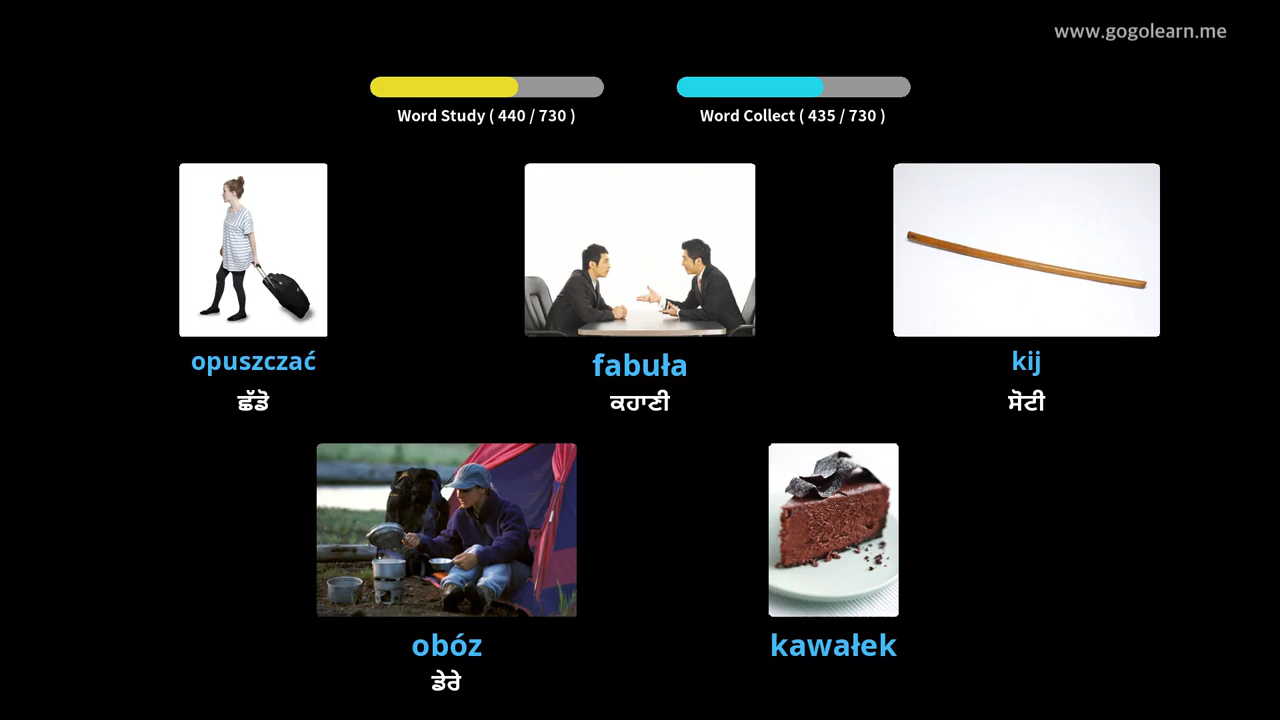 www.gogolearn.me
Word Study ( 440 / 730 )
Word Collect ( 435 / 730 )
opuszczać
ਛੱਡੋ
fabuła
ਕਹਾਣੀ
kij
ਸੋਟੀ
obóz
ਡੇਰੇ
kawałek